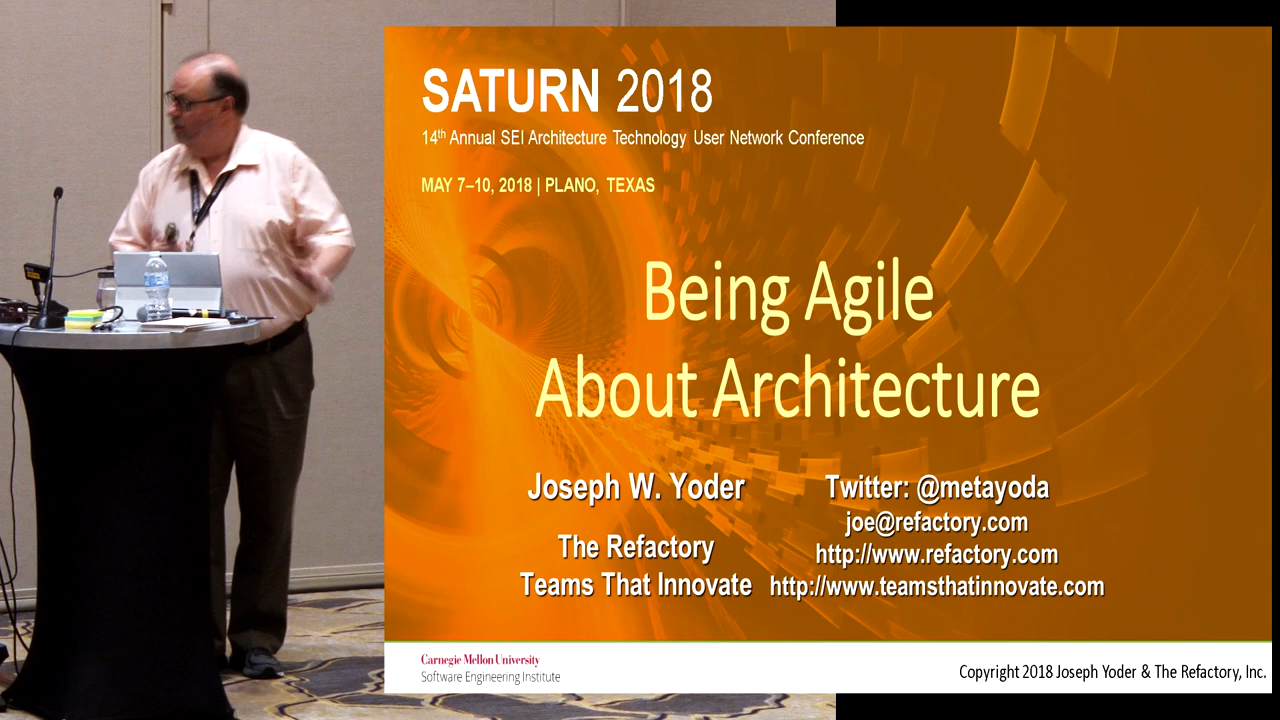 SATURN 2018
14th Annual SEI Architecture Technology User Network Conference
MAY 7–10, 2018 | PLANO, TEXAS
Being Agile
About Architecture
Joseph W. Yoder
The Refactory
Teams That Innovate
Twitter: @metayoda
joe@refactory.com
http://www.refactory.com
http://www.teamsthatinnovate.com
Carnegie Mellon University
Software Engineering Institute
Copyright 2018 Joseph Yoder & The Refactory, Inc.